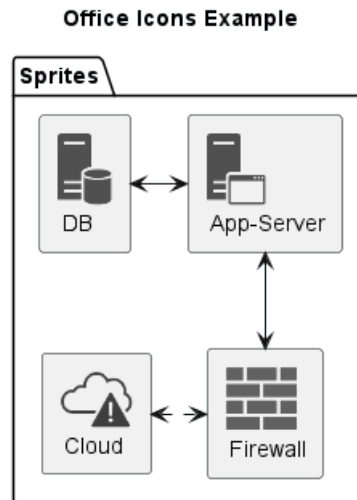 Office Icons Example
Sprites
DB
App-Server
Cloud
Firewall